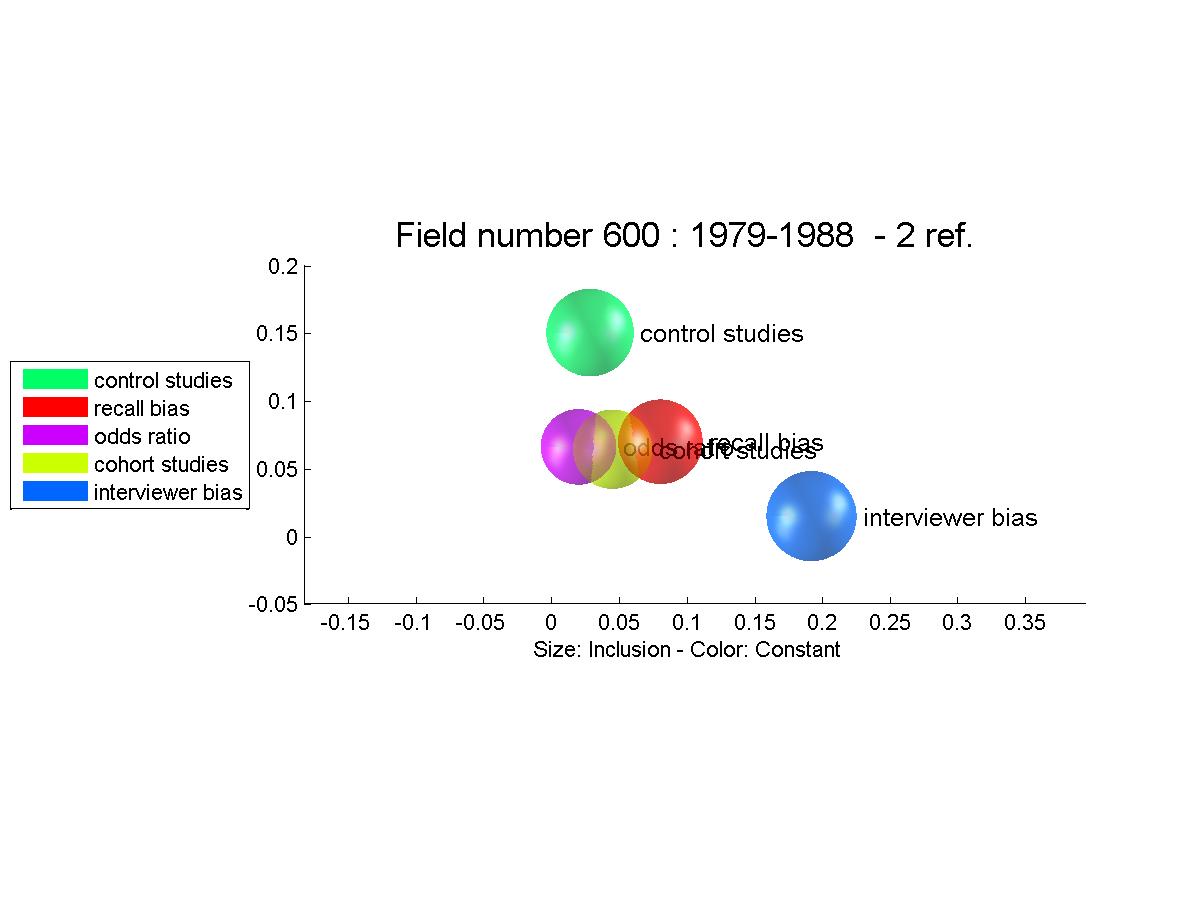 Field number 600 : 1979-1988 - 2 ref.
0.2
0.15
0.1
0.05
0
-0.05
control studies
recall bias
odds ratio
cohort studies
interviewer bias
control studies
recall bias
odds ratio
cohort studies
interviewer bias
-0.15 -0.1 -0.05 0 0.05 0.1 0.15 0.2 0.25 0.3 0.35
Size: Inclusion - Color: Constant